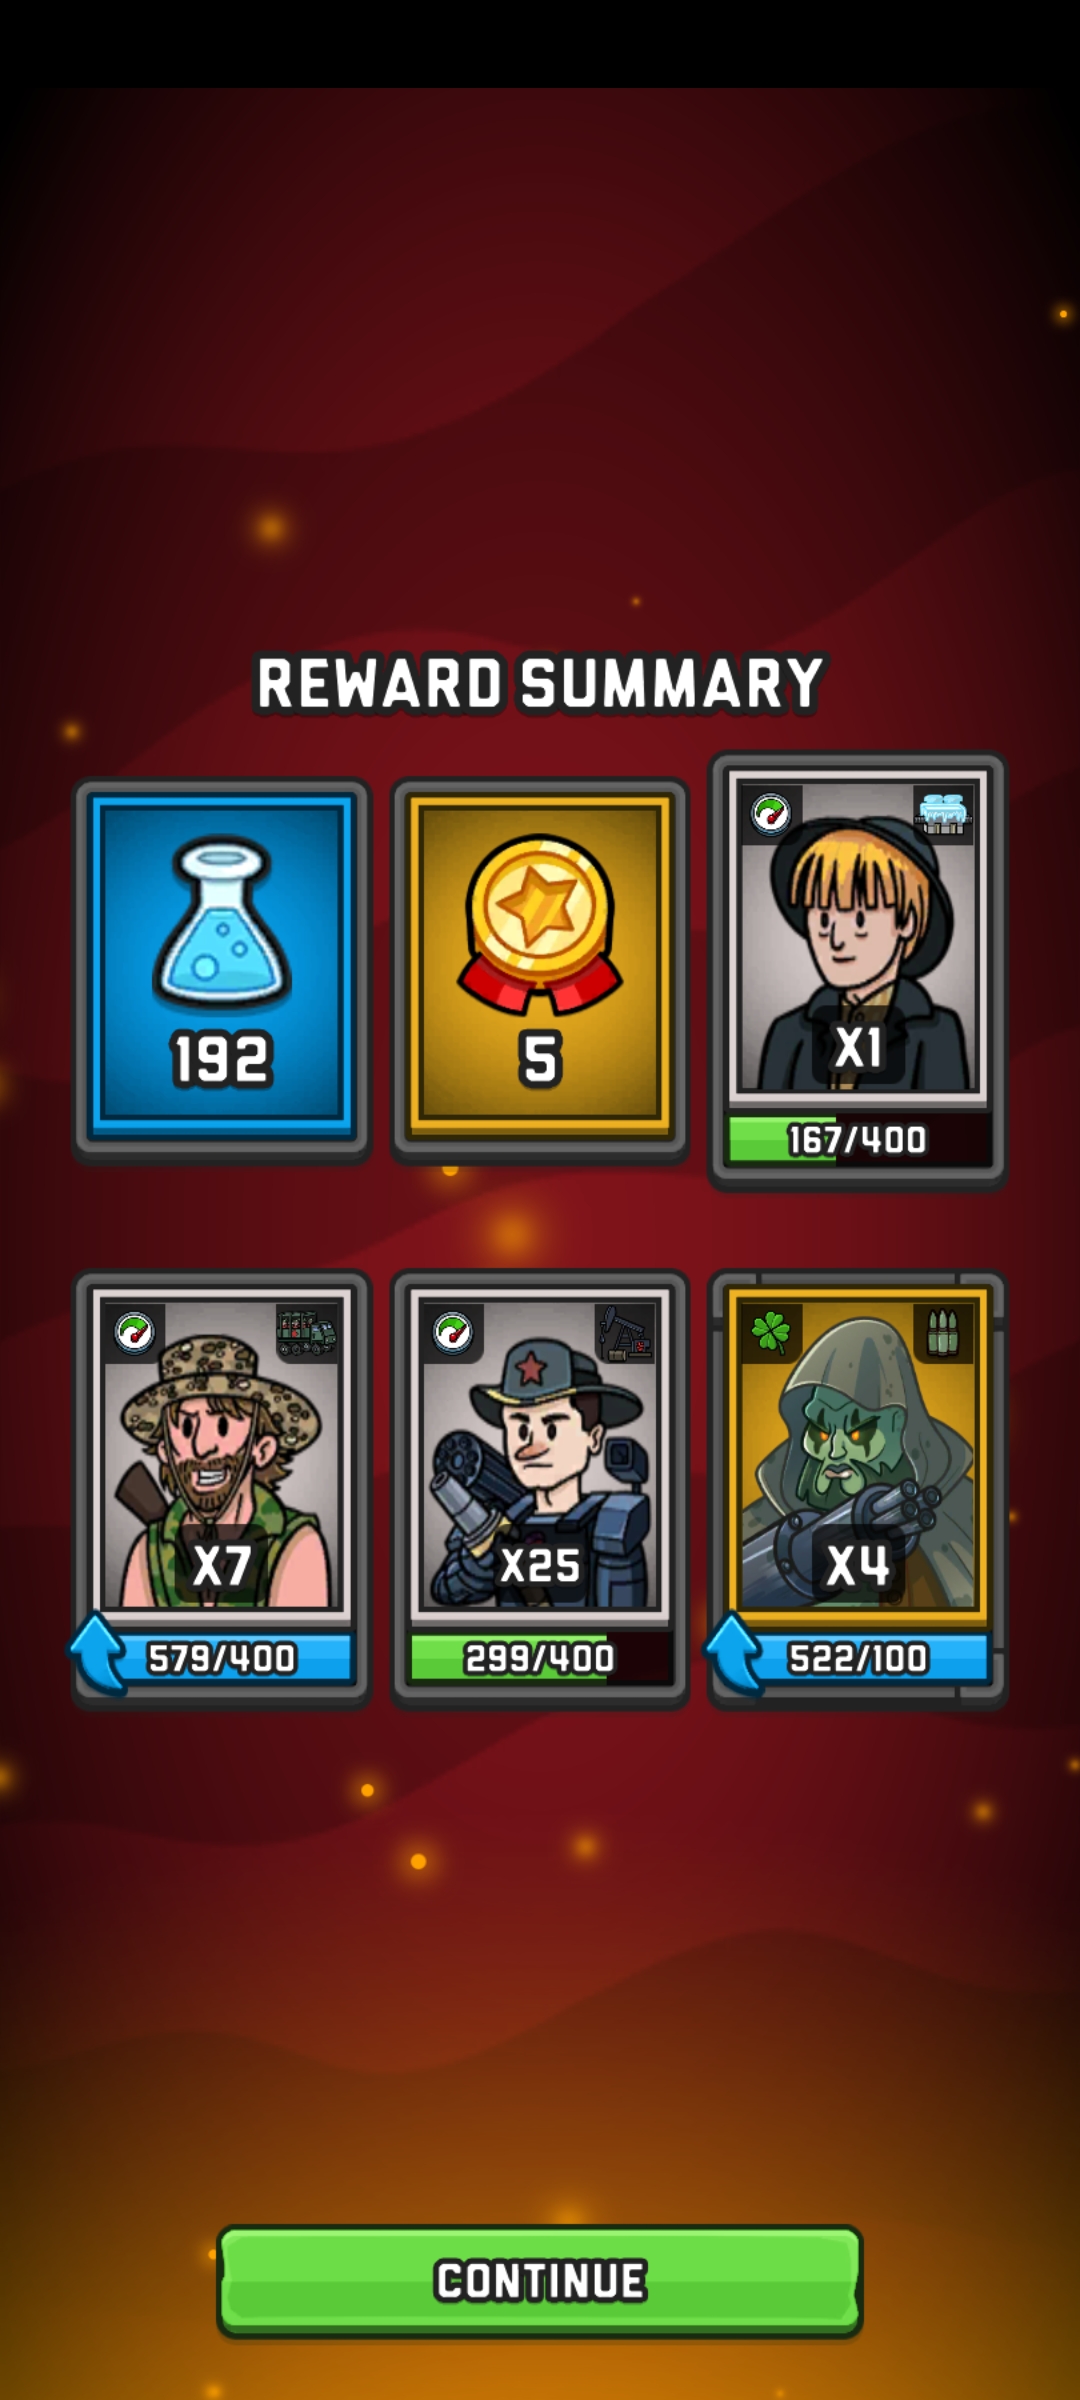 REWARD SUMMARY
192
5
X1
167/400
X7
579/400
X25
299/400
X4
522/100
CONTINUE